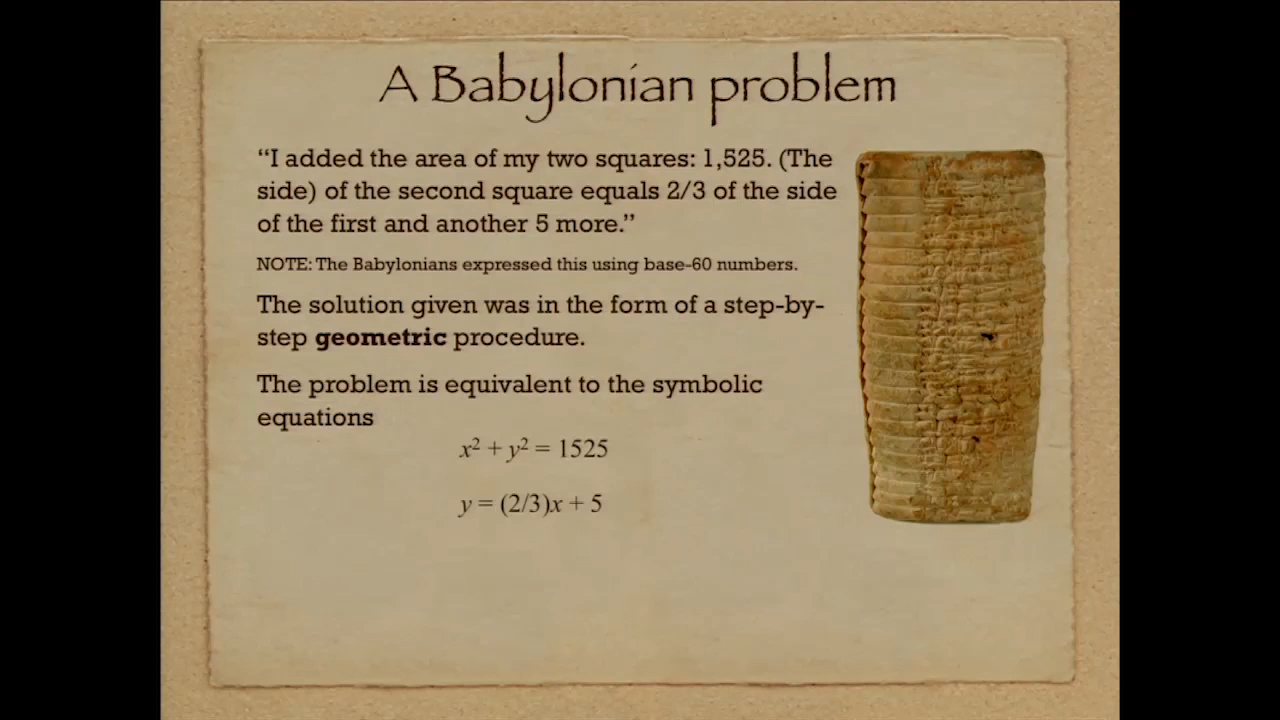 A Babylonian problem
“I added the area of my two squares: 1,525. (The
side) of the second square equals 2/3 of the side
of the first and another 5 more.”
NOTE: The Babylonians expressed this using base-60 numbers.
The solution given was in the form of a step-by-
step geometric procedure.
The problem is equivalent to the symbolic
equations
x² + y² = 1525
y = (2/3)x + 5